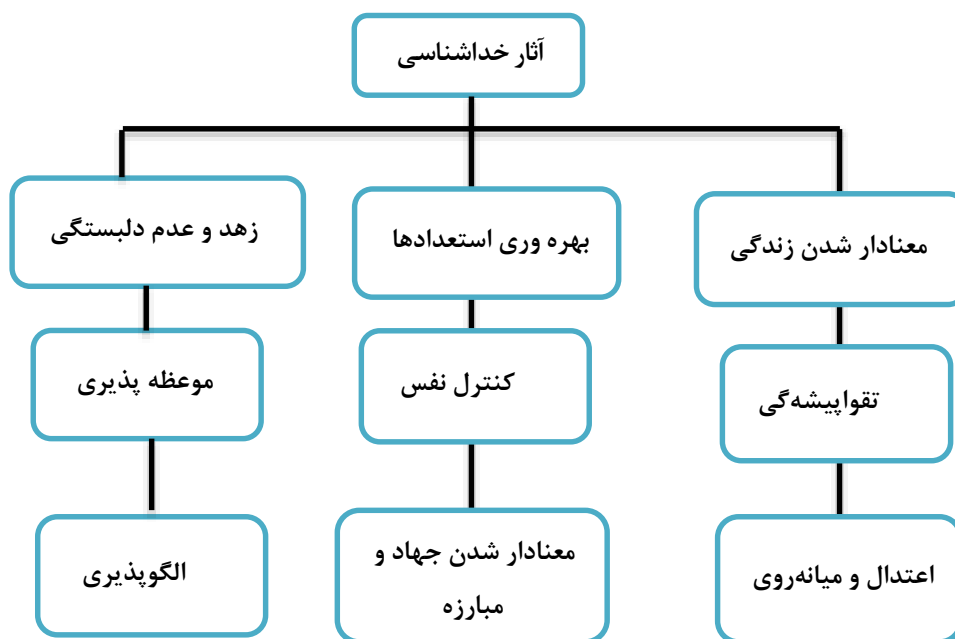 آثار خداشناسی
معنادار شدن زندگی
بهره وری استعدادها
زهد و عدم دلبستگی
تقواپیشه‌گی
کنترل نفس
موعظه پذیری
اعتدال و میانه‌روی
معنادار شدن جهاد و
مبارزه
الگوپذیری